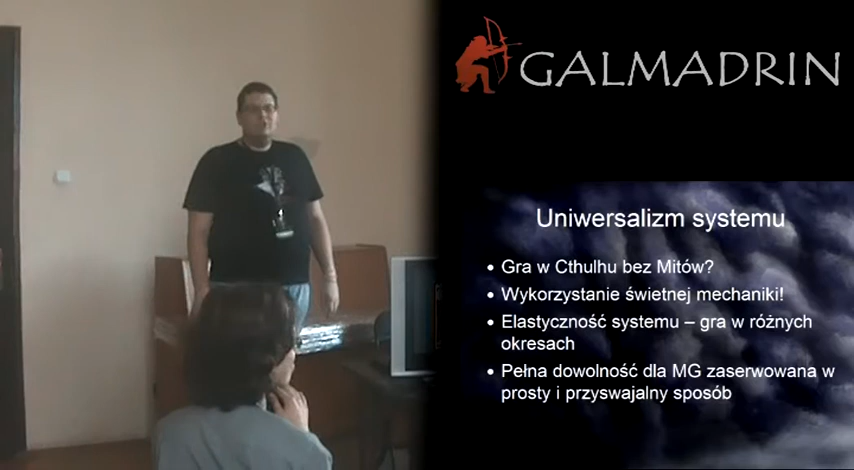 GALMADRIN
Uniwersalizm systemu
• Gra w Cthulhu bez Mitów?
• Wykorzystanie świetnej mechaniki!
• Elastyczność systemu – gra w różnych
okresach
• Pełna dowolność dla MG zaserwowana w
prosty i przyswajalny sposób